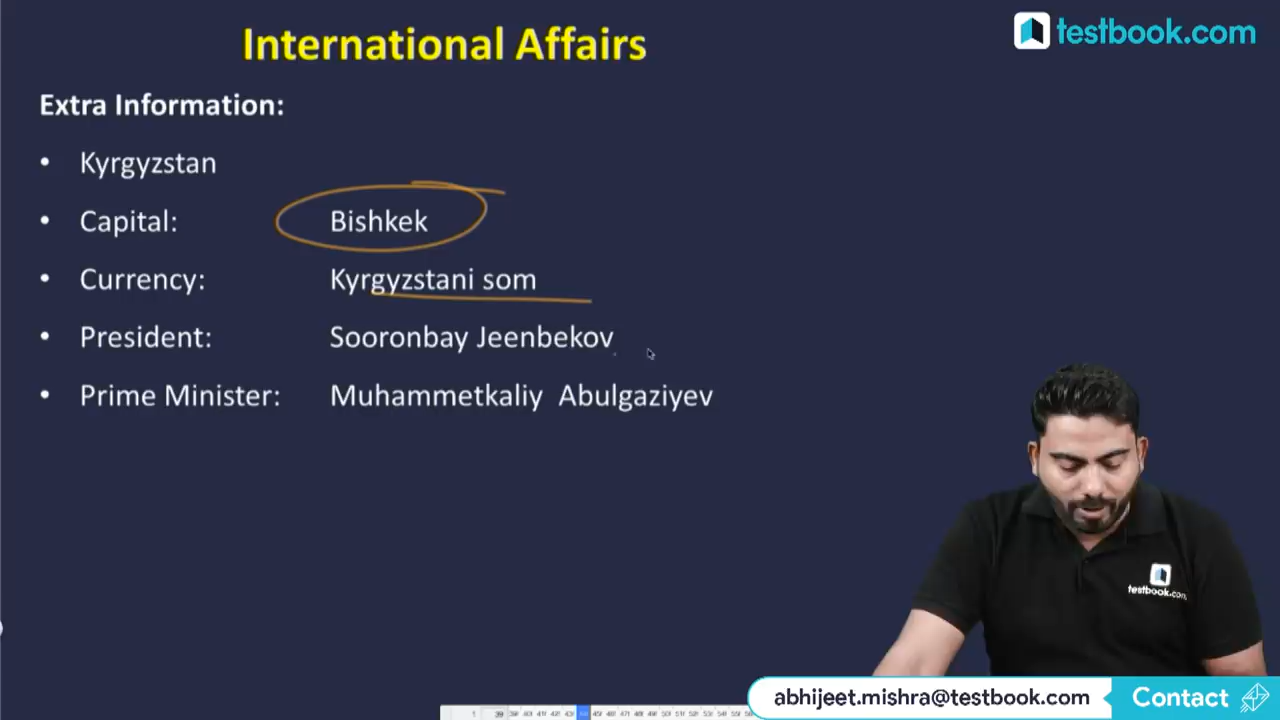 International Affairs
testbook.com
Extra Information:
• Kyrgyzstan
• Capital: Bishkek
• Currency: Kyrgyzstani som
• President: Sooronbay Jeenbekov
• Prime Minister: Muhammetkaliy Abulgaziyev
testbook.com
abhijeet.mishra@testbook.com Contact